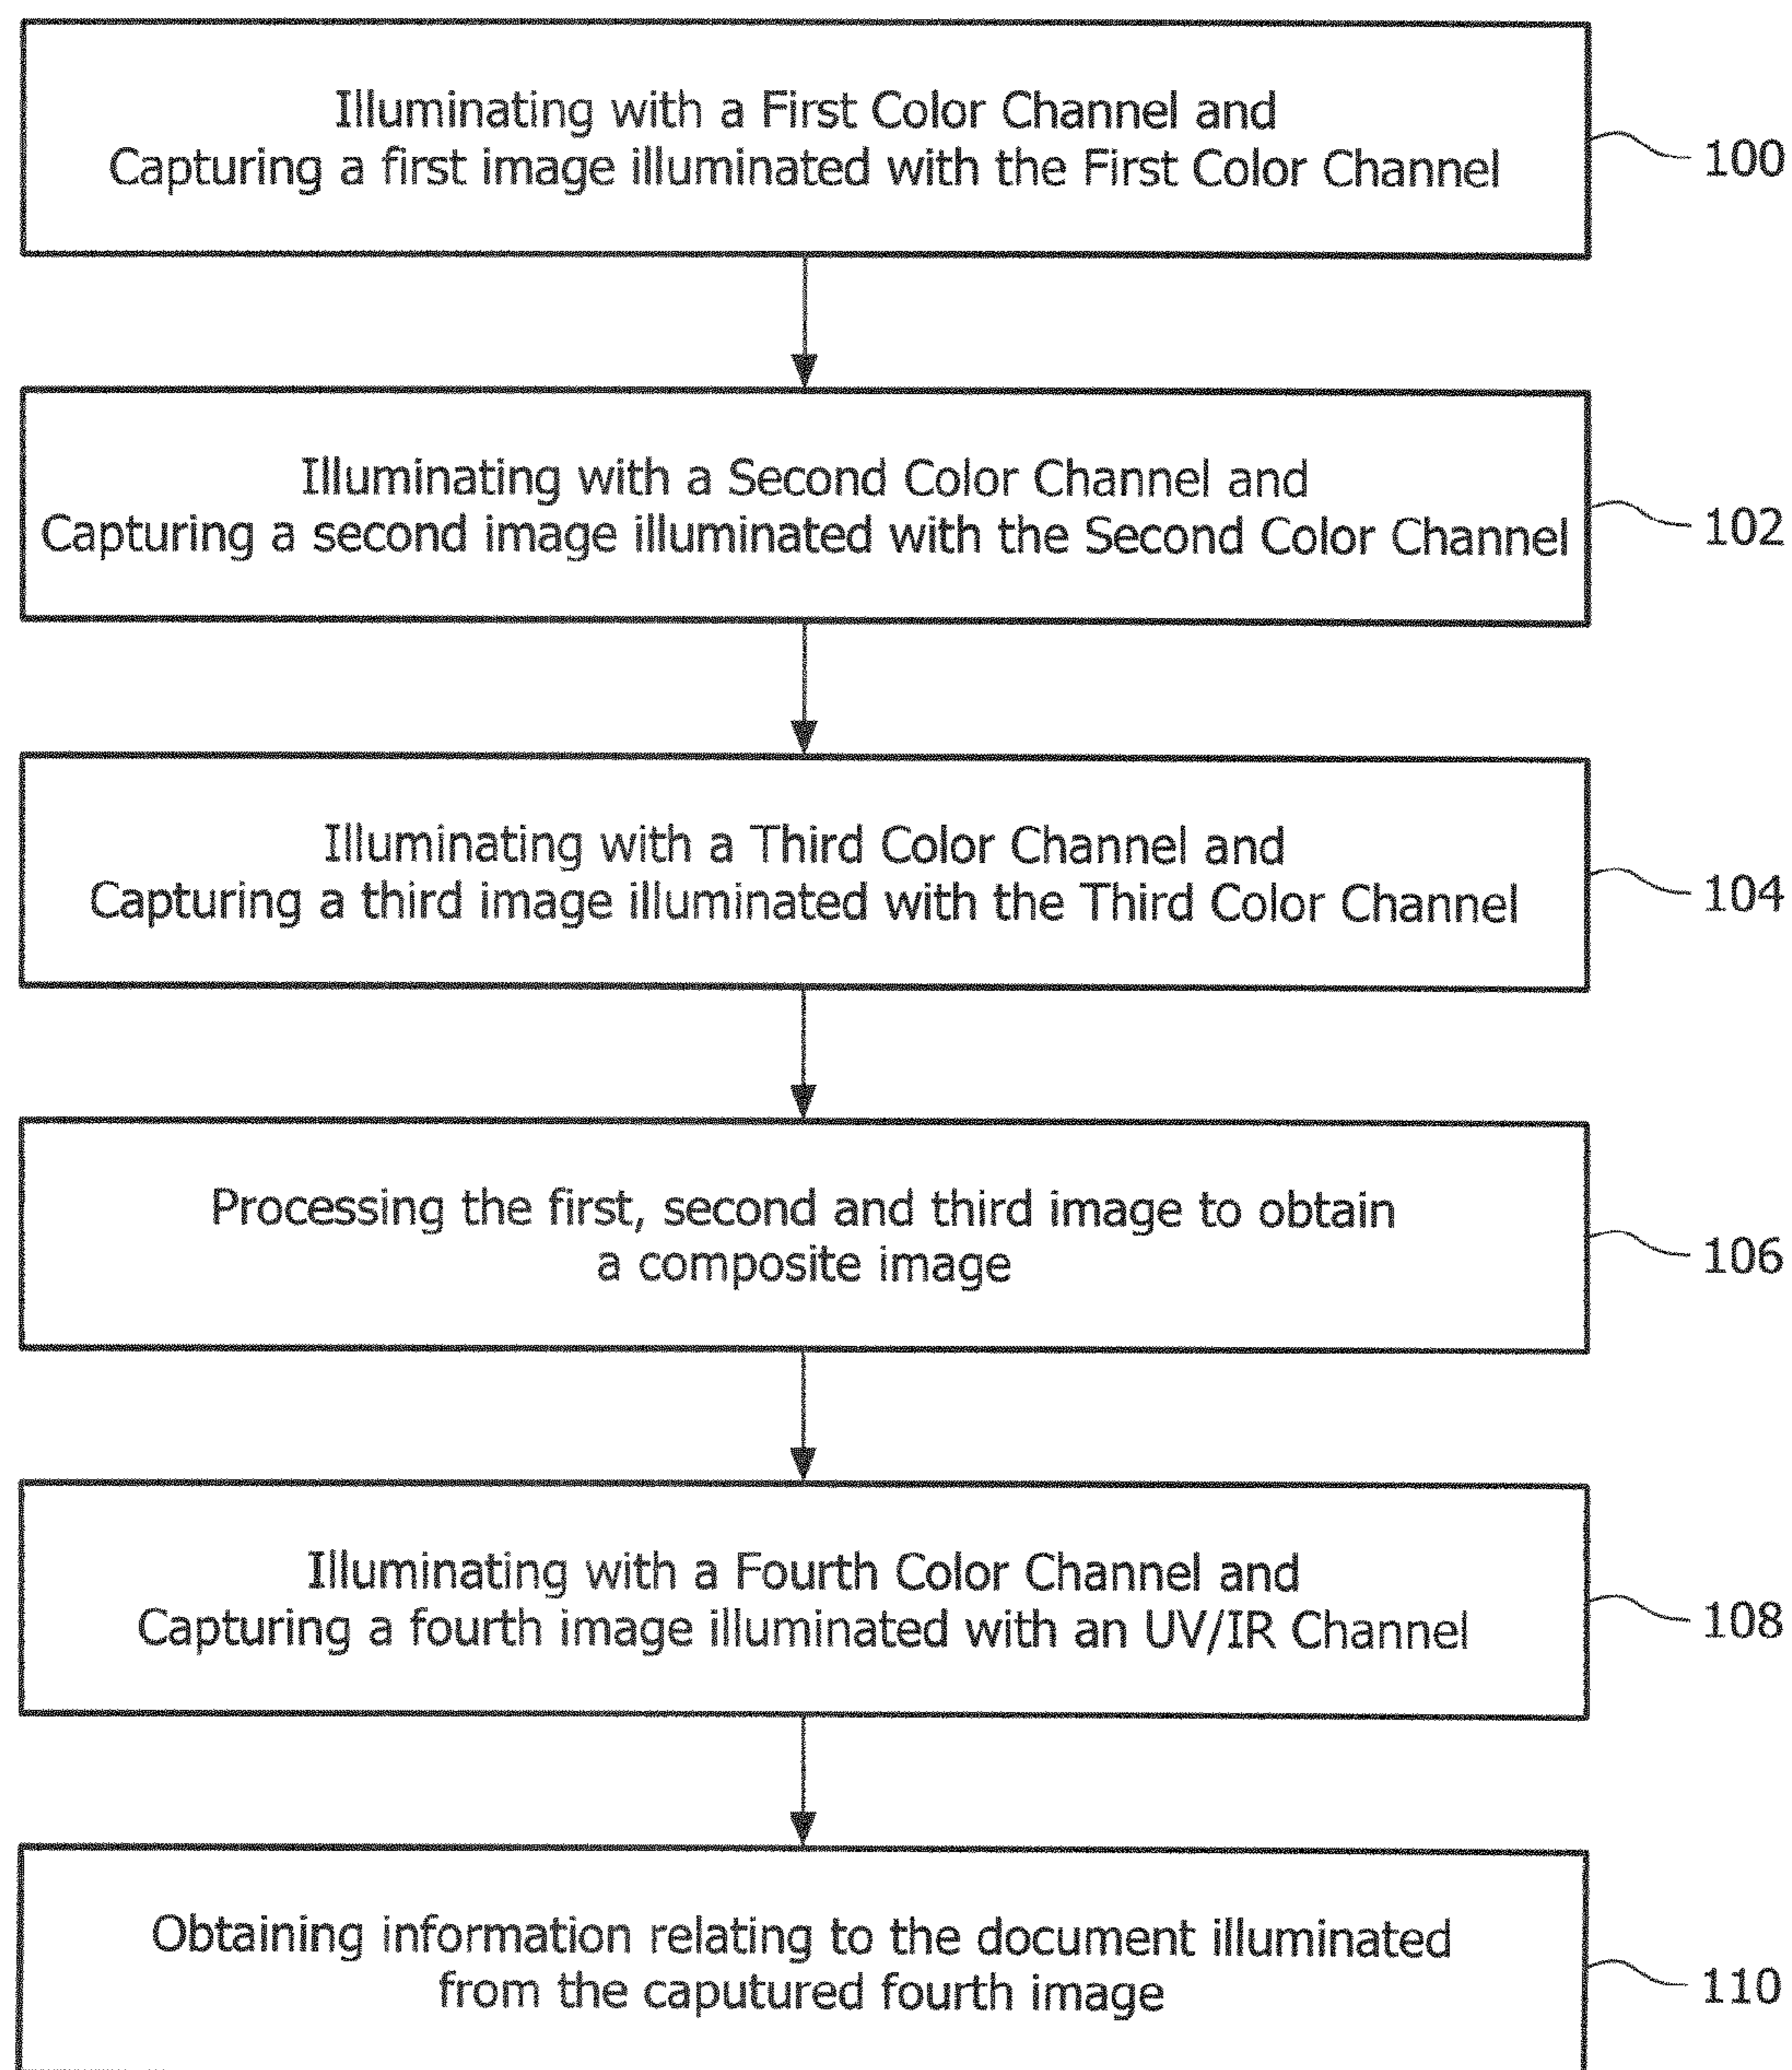 Illuminating with a First Color Channel and
Capturing a first image illuminated with the First Color Channel
100
Illuminating with a Second Color Channel and
Capturing a second image illuminated with the Second Color Channel
102
Illuminating with a Third Color Channel and
Capturing a third image illuminated with the Third Color Channel
104
Processing the first, second and third image to obtain
a composite image
106
Illuminating with a Fourth Color Channel and
Capturing a fourth image illuminated with an UV/IR Channel
108
Obtaining information relating to the document illuminated
from the caputured fourth image
110